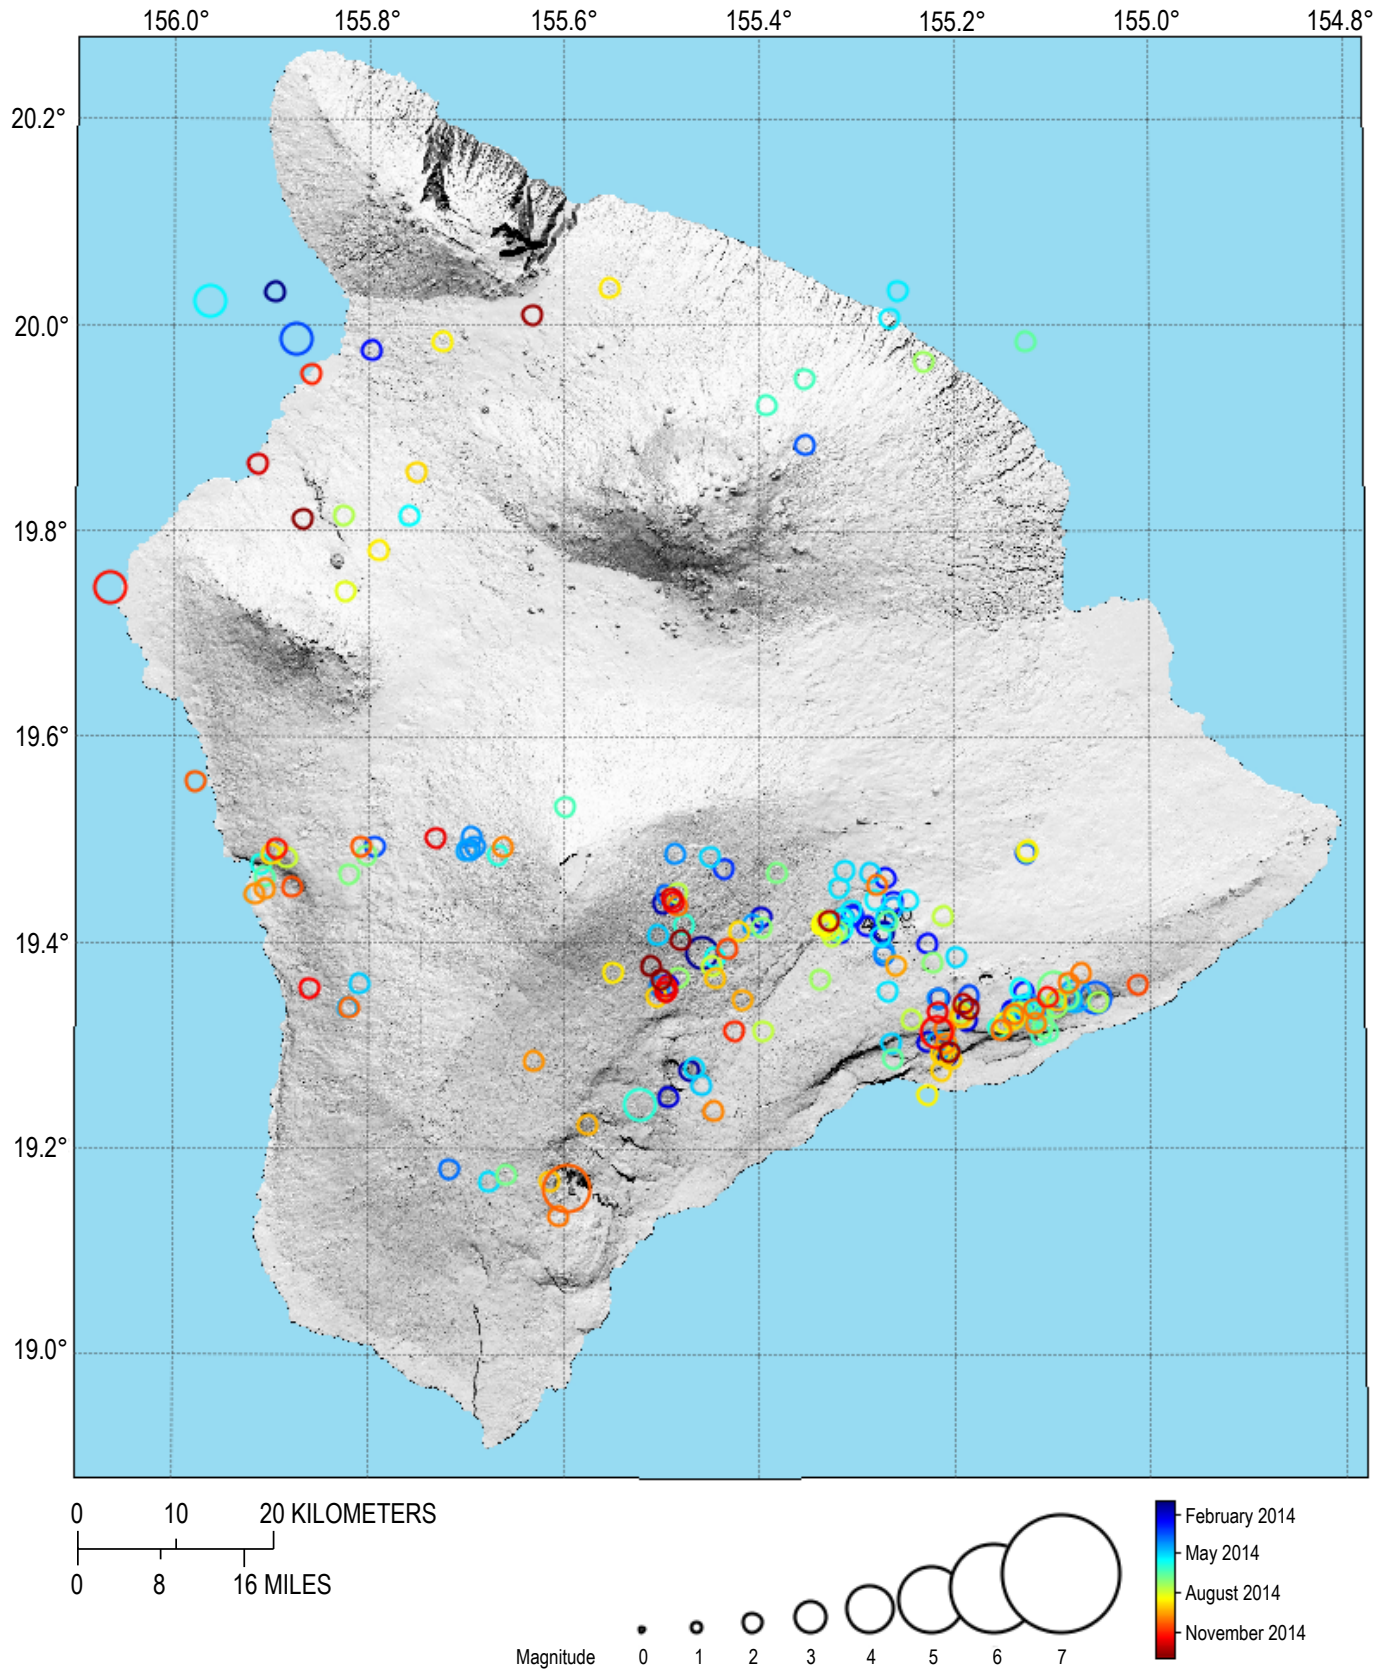 156.0° 155.8° 155.6° 155.4° 155.2° 155.0° 154.8°
20.2°
20.0°
19.8°
19.6°
19.4°
19.2°
19.0°
0 10 20 KILOMETERS
0 8 16 MILES
Magnitude 0 1 2 3 4 5 6 7
February 2014
May 2014
August 2014
November 2014